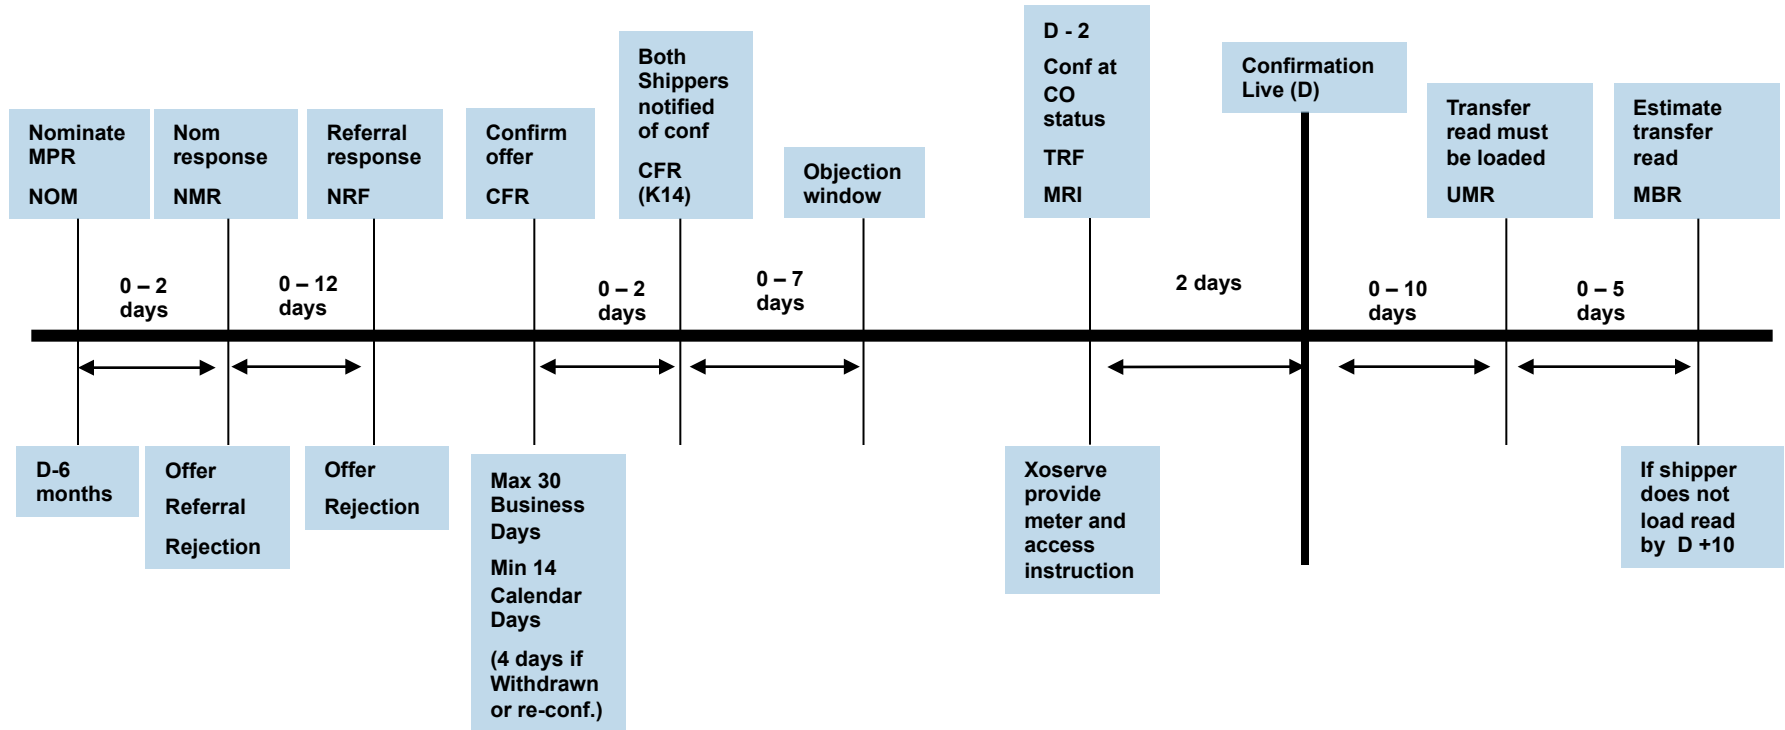 Nominate
MPR
NOM
Nom
response
NMR
Referral
response
NRF
Confirm
offer
CFR
Both
Shippers
notified
of conf
CFR
(K14)
Objection
window
D - 2
Conf at
CO
status
TRF
MRI
Confirmation
Live (D)
Transfer
read must
be loaded
UMR
Estimate
transfer
read
MBR
0 – 2
days
0 – 12
days
0 – 2
days
0 – 7
days
2 days
0 – 10
days
0 – 5
days
D-6
months
Offer
Referral
Rejection
Offer
Rejection
Max 30
Business
Days
Min 14
Calendar
Days
(4 days if
Withdrawn
or re-conf.)
Xoserve
provide
meter and
access
instruction
If shipper
does not
load read
by D +10